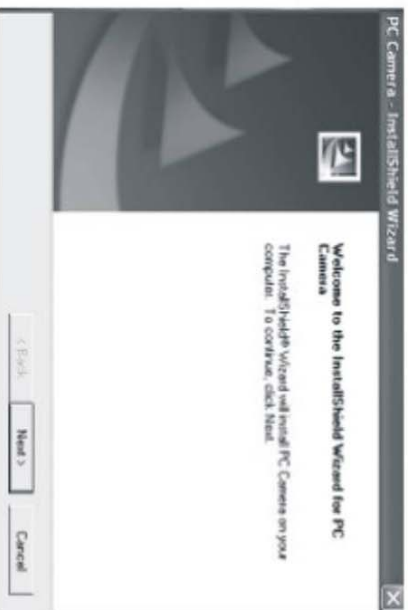 PC Camera - InstallShield Wizard
Welcome to the InstallShield Wizard for PC
Camera
The InstallShield® Wizard will install PC Camera on your
computer. To continue, click Next.
< Back
Next >
Cancel